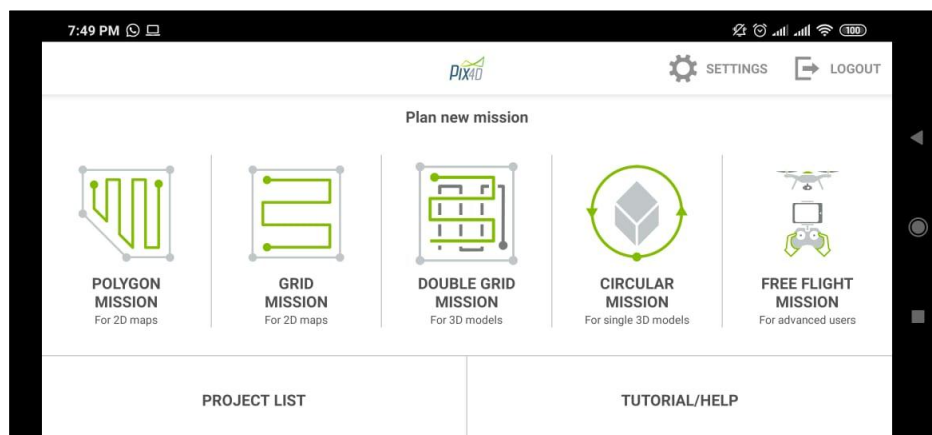 7:49 PM
100
PIX4D
SETTINGS
LOGOUT
Plan new mission
POLYGON
MISSION
For 2D maps
GRID
MISSION
For 2D maps
DOUBLE GRID
MISSION
For 3D models
CIRCULAR
MISSION
For single 3D models
FREE FLIGHT
MISSION
For advanced users
PROJECT LIST
TUTORIAL/HELP